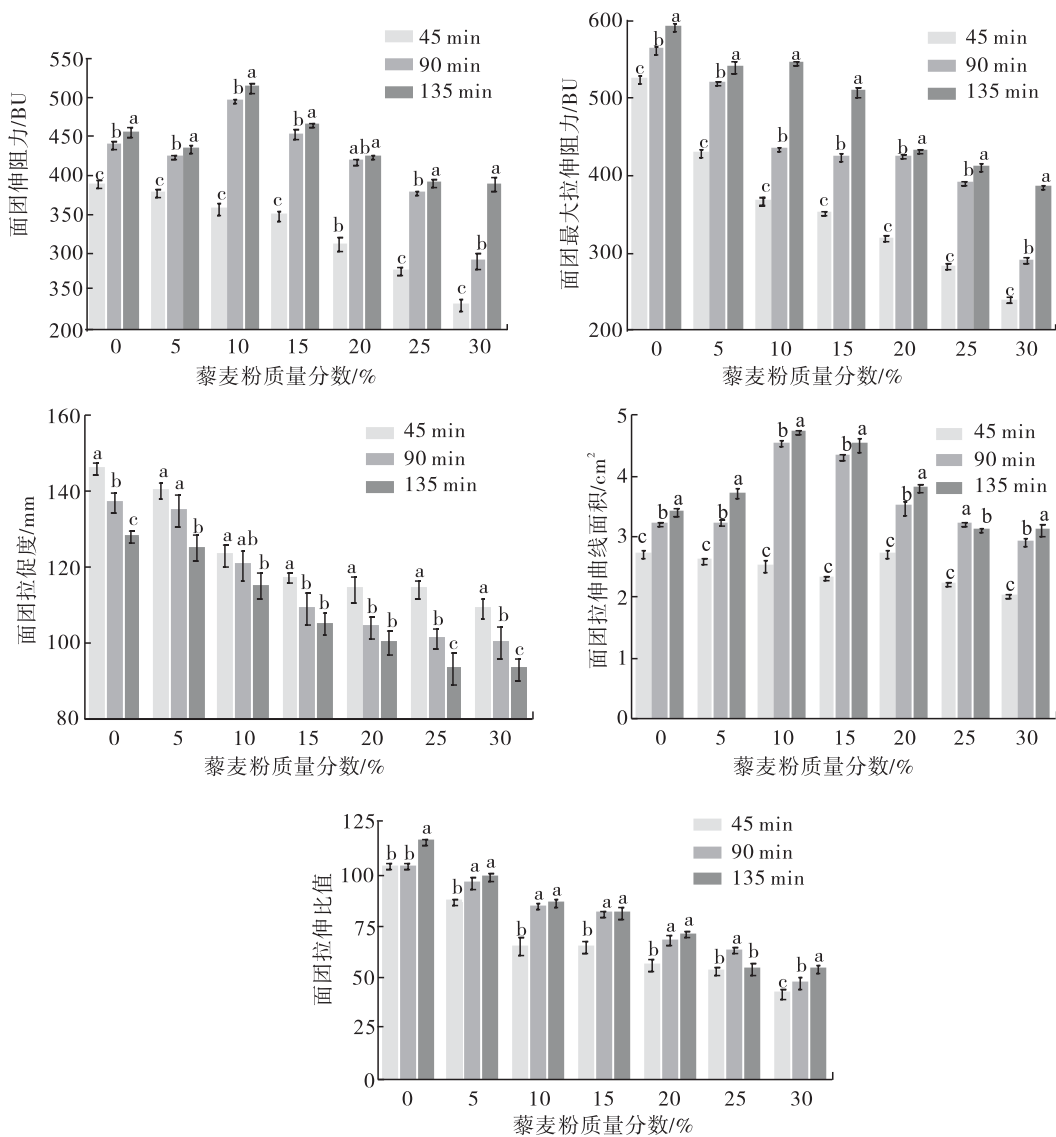 45 min
90 min
135 min
面团伸阻力/BU
550
500
450
400
350
300
350
200
c b a
c b a
c b a
c b a
b ab a
c b a
c b a
0 5 10 15 20 25 30
藜麦粉质量分数/%
45 min
90 min
135 min
面团最大拉伸阻力/BU
600
500
400
300
200
c b a
c b a
c b a
c b a
c b a
c b a
c b a
0 5 10 15 20 25 30
藜麦粉质量分数/%
45 min
90 min
135 min
面团拉促度/mm
160
140
120
100
80
a b c
a a b
a ab b
a b b
a b b
a b c
a b c
0 5 10 15 20 25 30
藜麦粉质量分数/%
45 min
90 min
135 min
面团拉伸曲线面积/cm²
5
4
3
2
1
0
c b a
c b a
c b a
c b a
c b a
c a b
c b a
0 5 10 15 20 25 30
藜麦粉质量分数/%
45 min
90 min
135 min
面团拉伸比值
125
100
75
50
25
0
b b a
b a a
b a a
b a a
b a a
b a b
c b a
0 5 10 15 20 25 30
藜麦粉质量分数/%